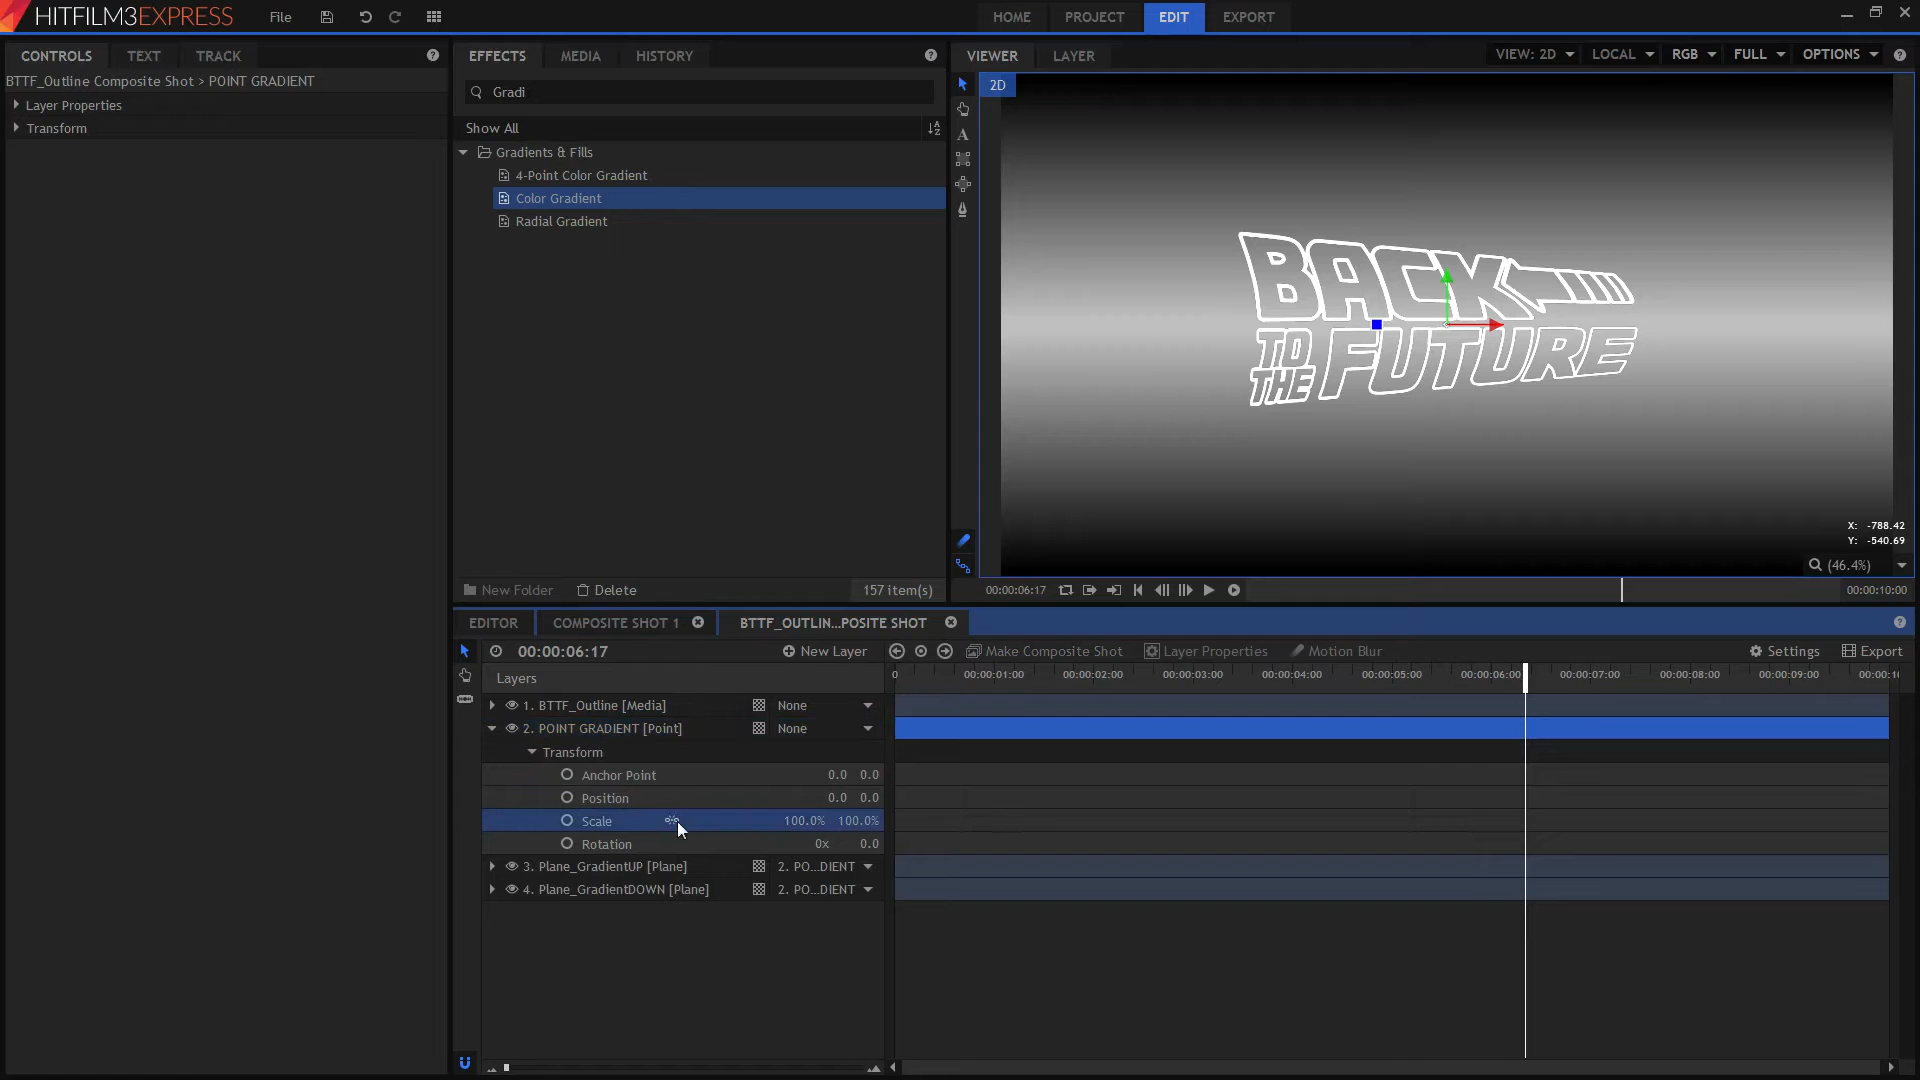 HITFILM3EXPRESS File HOME PROJECT EDIT EXPORT
CONTROLS TEXT TRACK
BTTF_Outline Composite Shot > POINT GRADIENT
Layer Properties
Transform
EFFECTS MEDIA HISTORY
Gradi
Show All
Gradients & Fills
4-Point Color Gradient
Color Gradient
Radial Gradient
New Folder Delete 157 item(s)
VIEWER LAYER VIEW: 2D LOCAL RGB FULL OPTIONS
2D
BACK
TO
THE FUTURE
X: -788.42
Y: -540.69
(46.4%)
00:00:06:17 00:00:10:00
EDITOR COMPOSITE SHOT 1 BTTF_OUTLIN...POSITE SHOT
00:00:06:17 New Layer Make Composite Shot Layer Properties Motion Blur Settings Export
Layers 0 00:00:01:00 00:00:02:00 00:00:03:00 00:00:04:00 00:00:05:00 00:00:06:00 00:00:07:00 00:00:08:00 00:00:09:00 00:00:10
1. BTTF_Outline [Media] None
2. POINT GRADIENT [Point] None
Transform
Anchor Point 0.0 0.0
Position 0.0 0.0
Scale 100.0% 100.0%
Rotation 0x 0.0
3. Plane_GradientUP [Plane] 2. PO...DIENT
4. Plane_GradientDOWN [Plane] 2. PO...DIENT